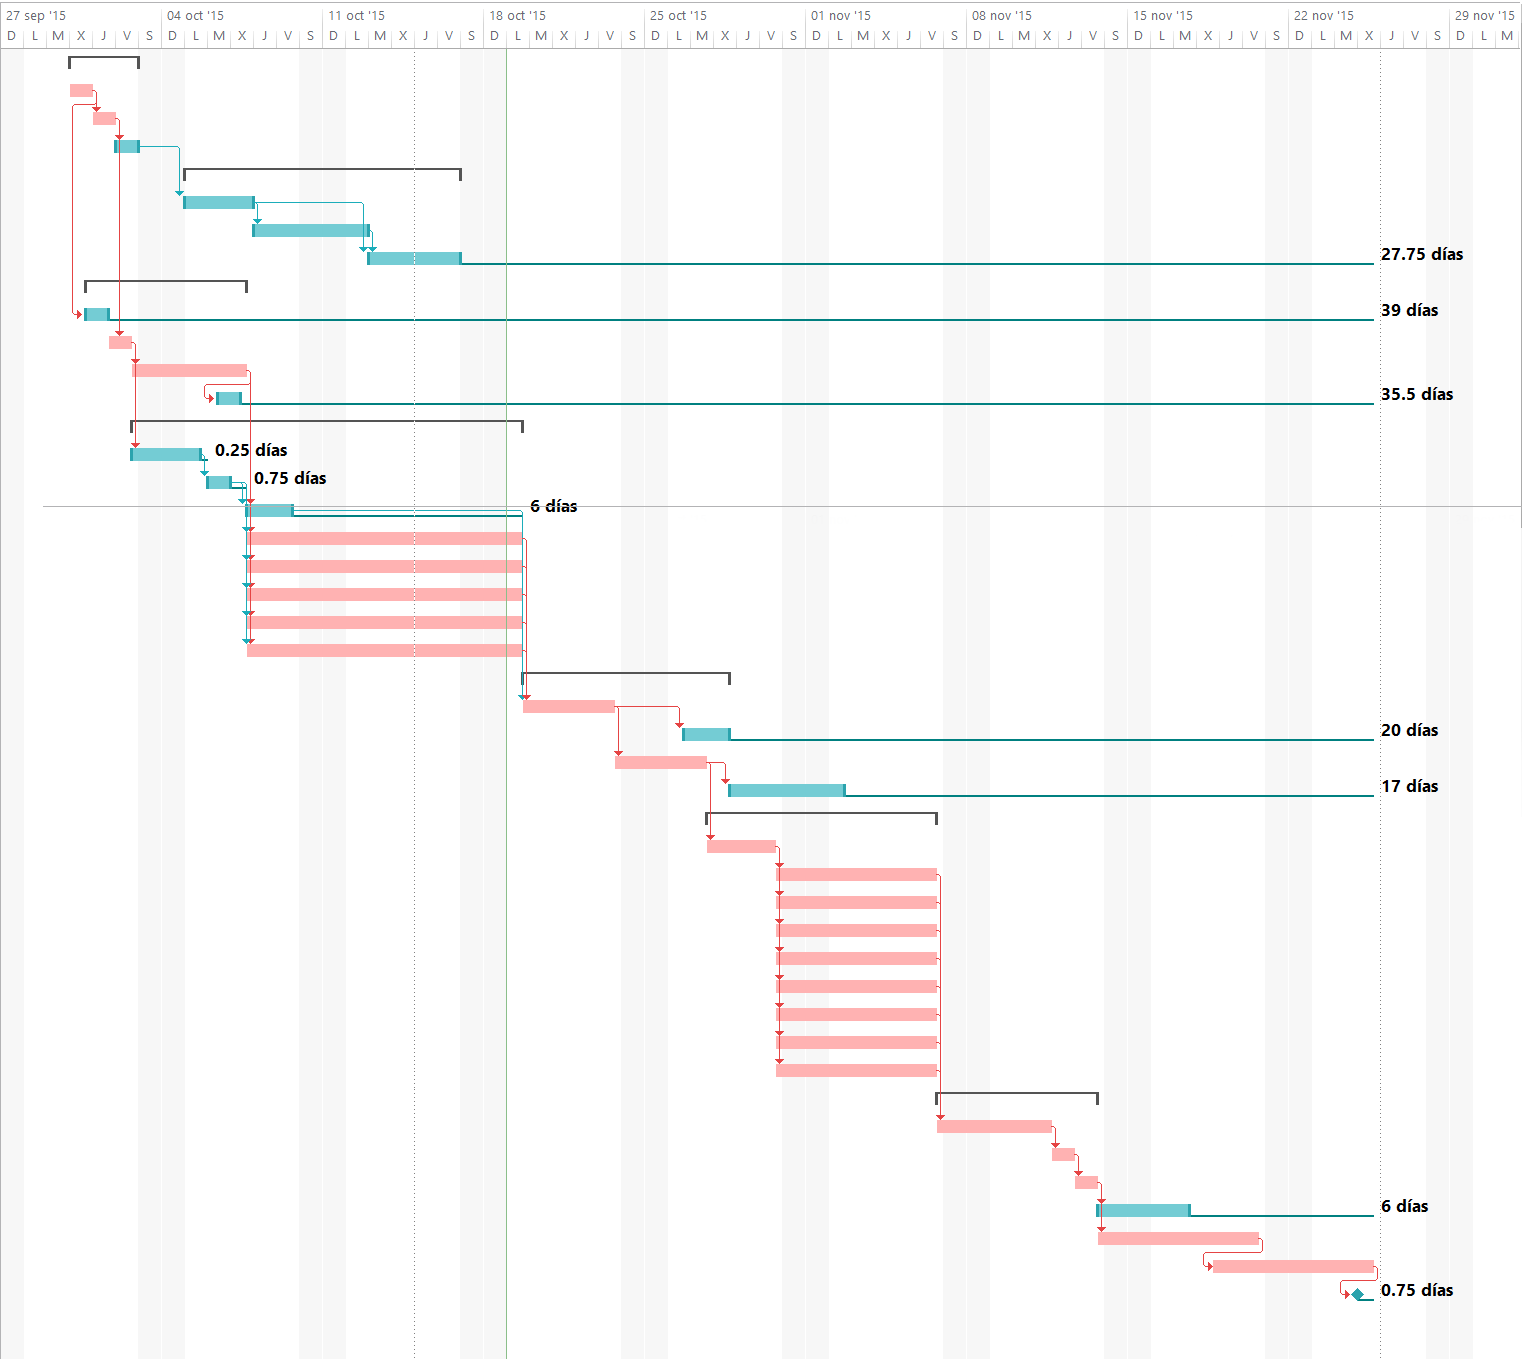 27 sep '15 04 oct '15 11 oct '15 18 oct '15 25 oct '15 01 nov '15 08 nov '15 15 nov '15 22 nov '15 29 nov '15
D L M X J V S D L M X J V S D L M X J V S D L M X J V S D L M X J V S D L M X J V S D L M X J V S D L M X J V S D L M X J V S D L M
27.75 días
39 días
35.5 días
0.25 días
0.75 días
6 días
20 días
17 días
6 días
0.75 días